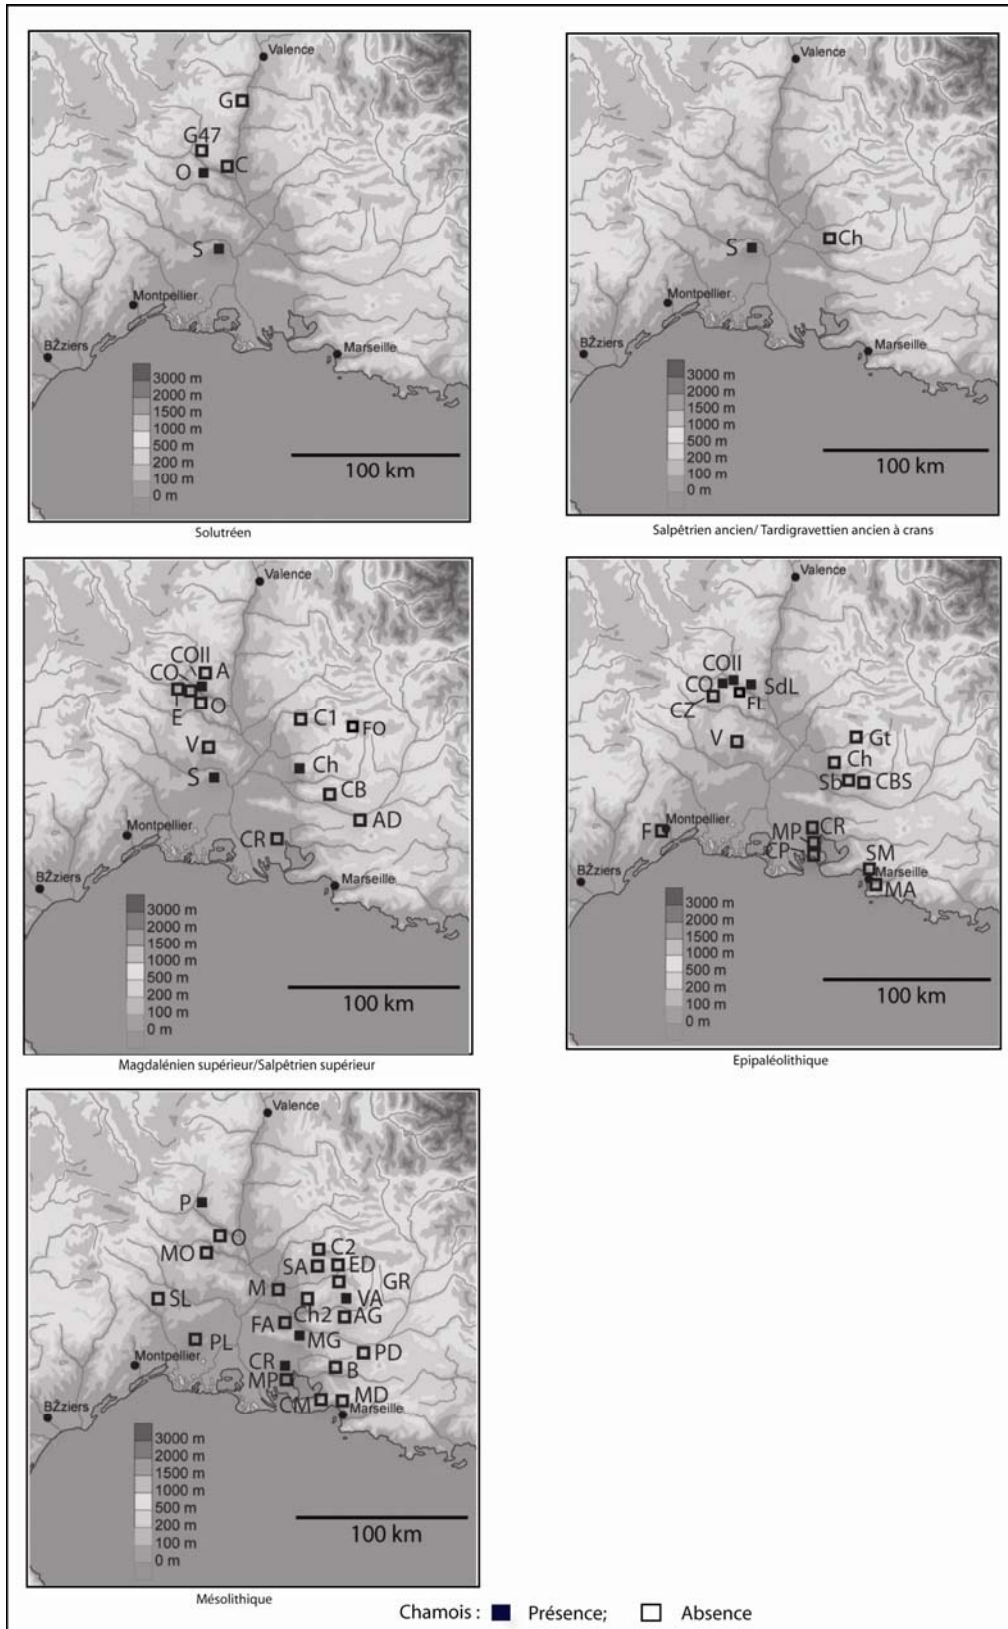 Valence
G
G47
O
C
S
Montpellier
BŽziers
Marseille
3000 m
2000 m
1500 m
1000 m
500 m
200 m
100 m
0 m
100 km
Solutréen
Valence
S
Ch
Montpellier
BŽziers
Marseille
3000 m
2000 m
1500 m
1000 m
500 m
200 m
100 m
0 m
100 km
Salpêtrien ancien/ Tardigravettien ancien à crans
Valence
COII
CO
A
T
E
O
C1
FO
V
S
Ch
CB
AD
CR
Montpellier
BŽziers
Marseille
3000 m
2000 m
1500 m
1000 m
500 m
200 m
100 m
0 m
100 km
Magdalénien supérieur/Salpêtrien supérieur
Valence
COII
CO
SdL
CZ
FL
V
Gt
Ch
Sb
CBS
F
Montpellier
MP
CR
CP
SM
Marseille
MA
BŽziers
3000 m
2000 m
1500 m
1000 m
500 m
200 m
100 m
0 m
100 km
Epipaléolithique
Valence
P
O
MO
C2
SA
ED
GR
M
SL
VA
Ch2
AG
FA
MG
PL
PD
CR
B
MP
Montpellier
CM
MD
Marseille
BŽziers
3000 m
2000 m
1500 m
1000 m
500 m
200 m
100 m
0 m
100 km
Mésolithique
Chamois : Présence; Absence